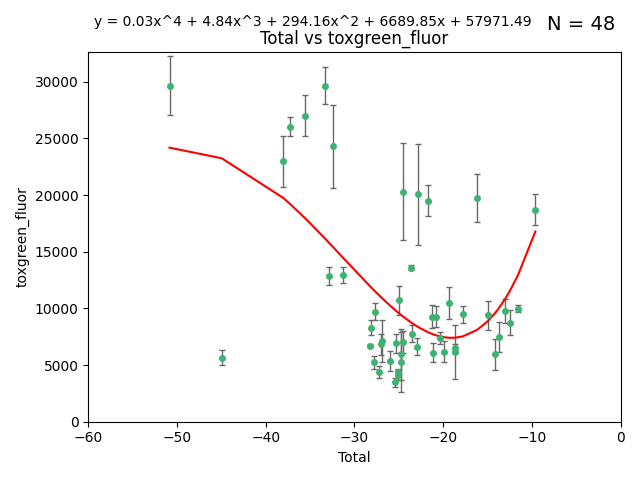 y = 0.03x^4 + 4.84x^3 + 294.16x^2 + 6689.85x + 57971.49 N = 48
Total vs toxgreen_fluor
30000
25000
20000
15000
10000
5000
0
toxgreen_fluor
−60 −50 −40 −30 −20 −10 0
Total